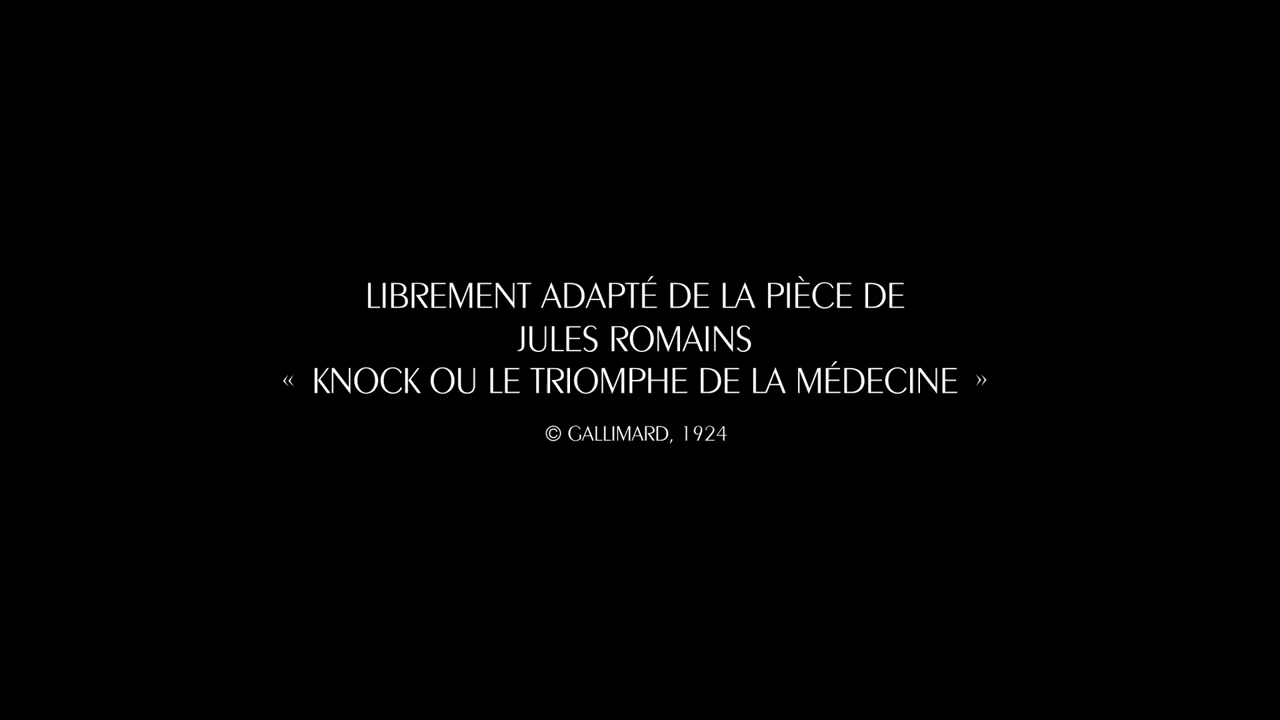 LIBREMENT ADAPTÉ DE LA PIÈCE DE
JULES ROMAINS
« KNOCK OU LE TRIOMPHE DE LA MÉDECINE »
© GALLIMARD, 1924